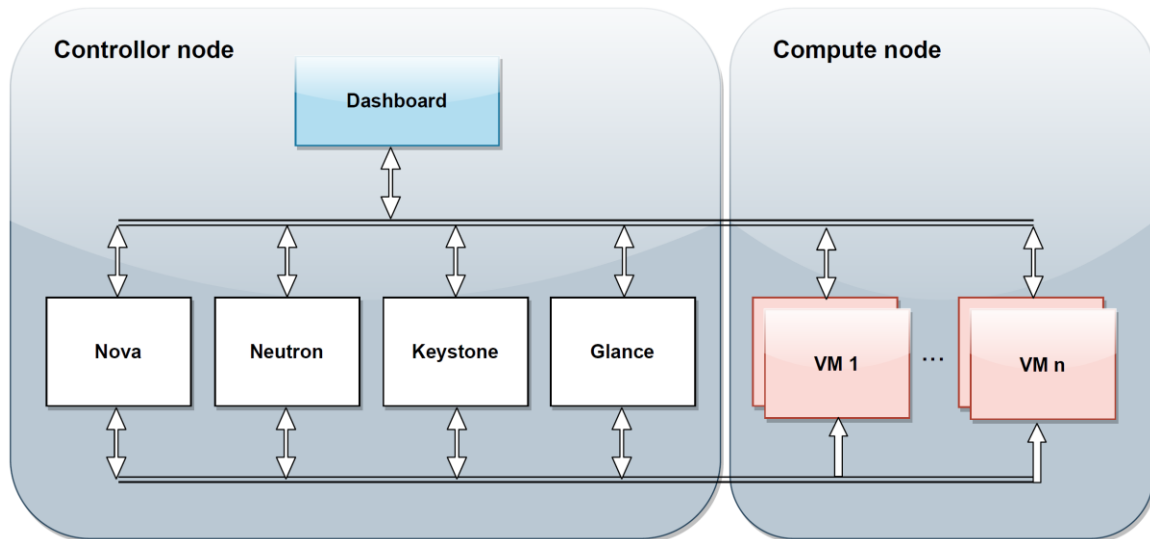 Controllor node
Compute node
Dashboard
Nova
Neutron
Keystone
Glance
VM 1
...
VM n